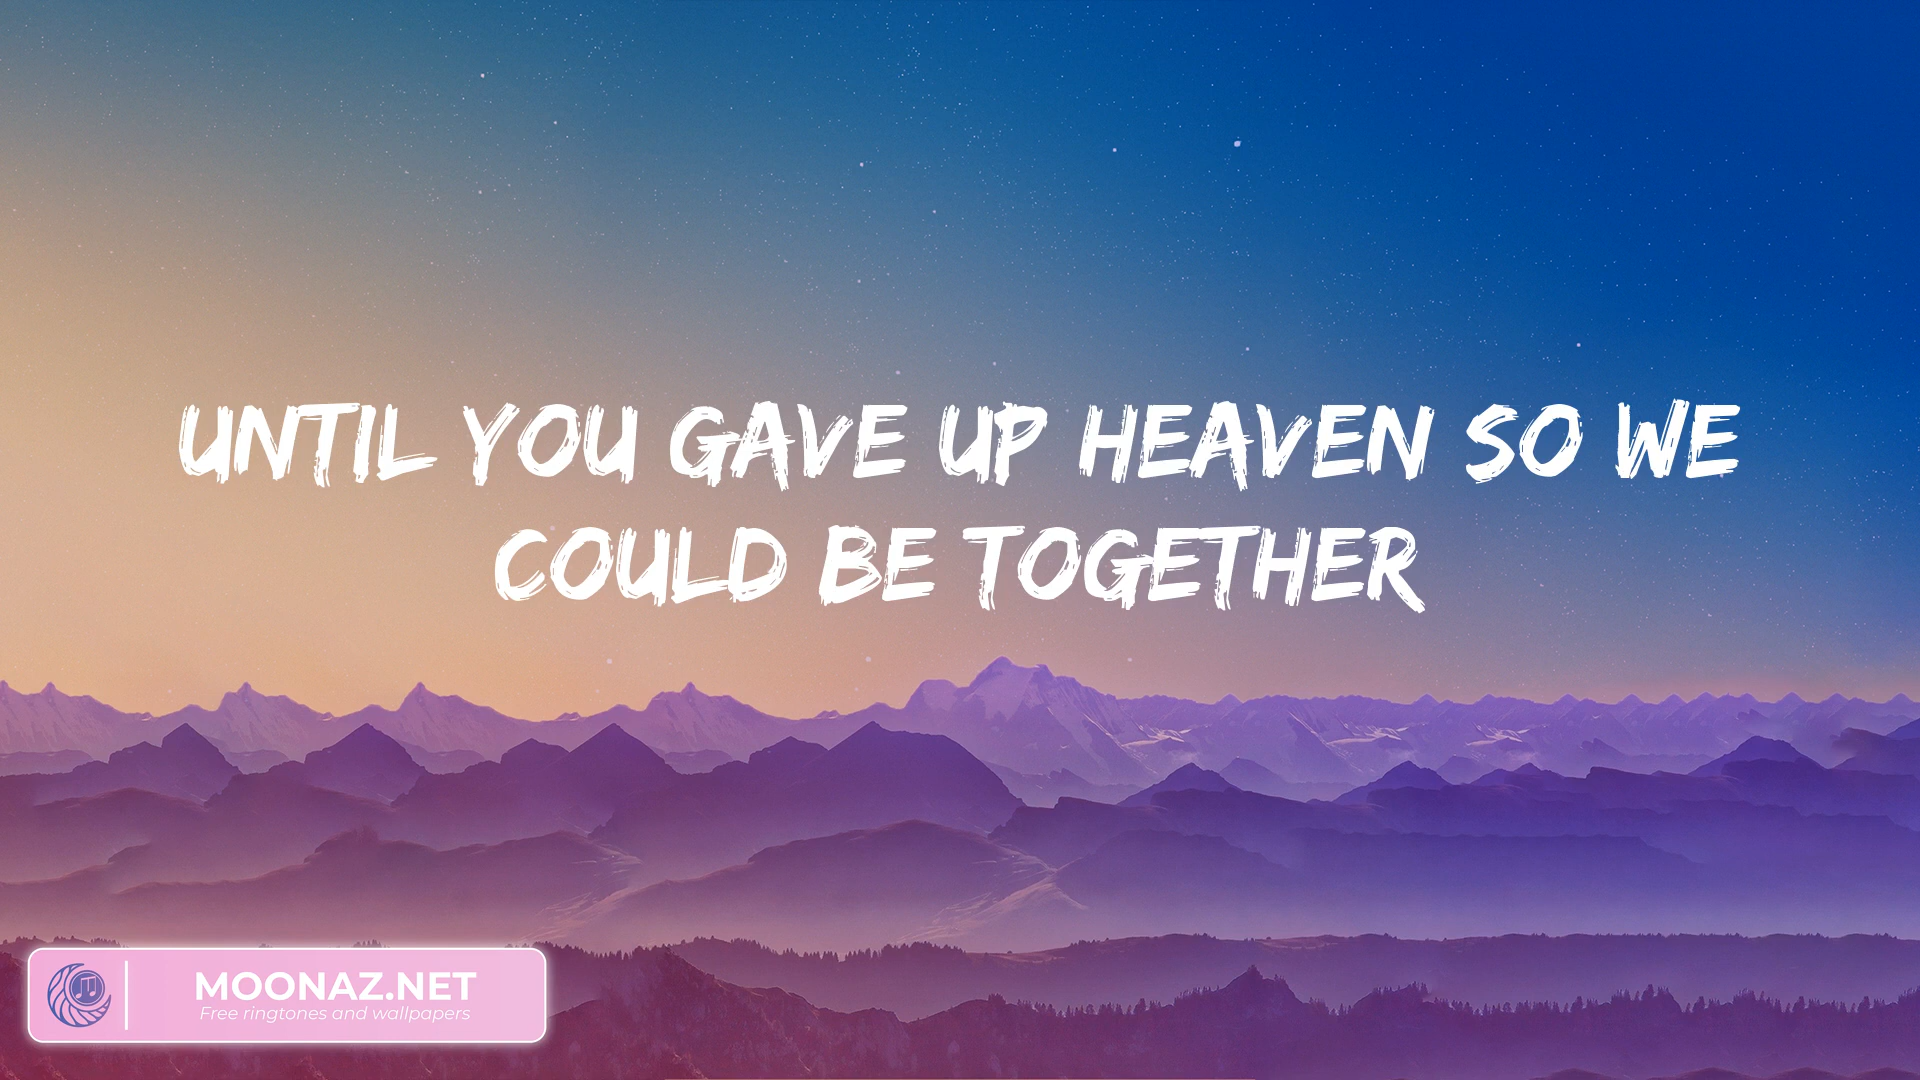 UNTIL YOU GAVE UP HEAVEN SO WE
COULD BE TOGETHER
MOONAZ.NET
Free ringtones and wallpapers